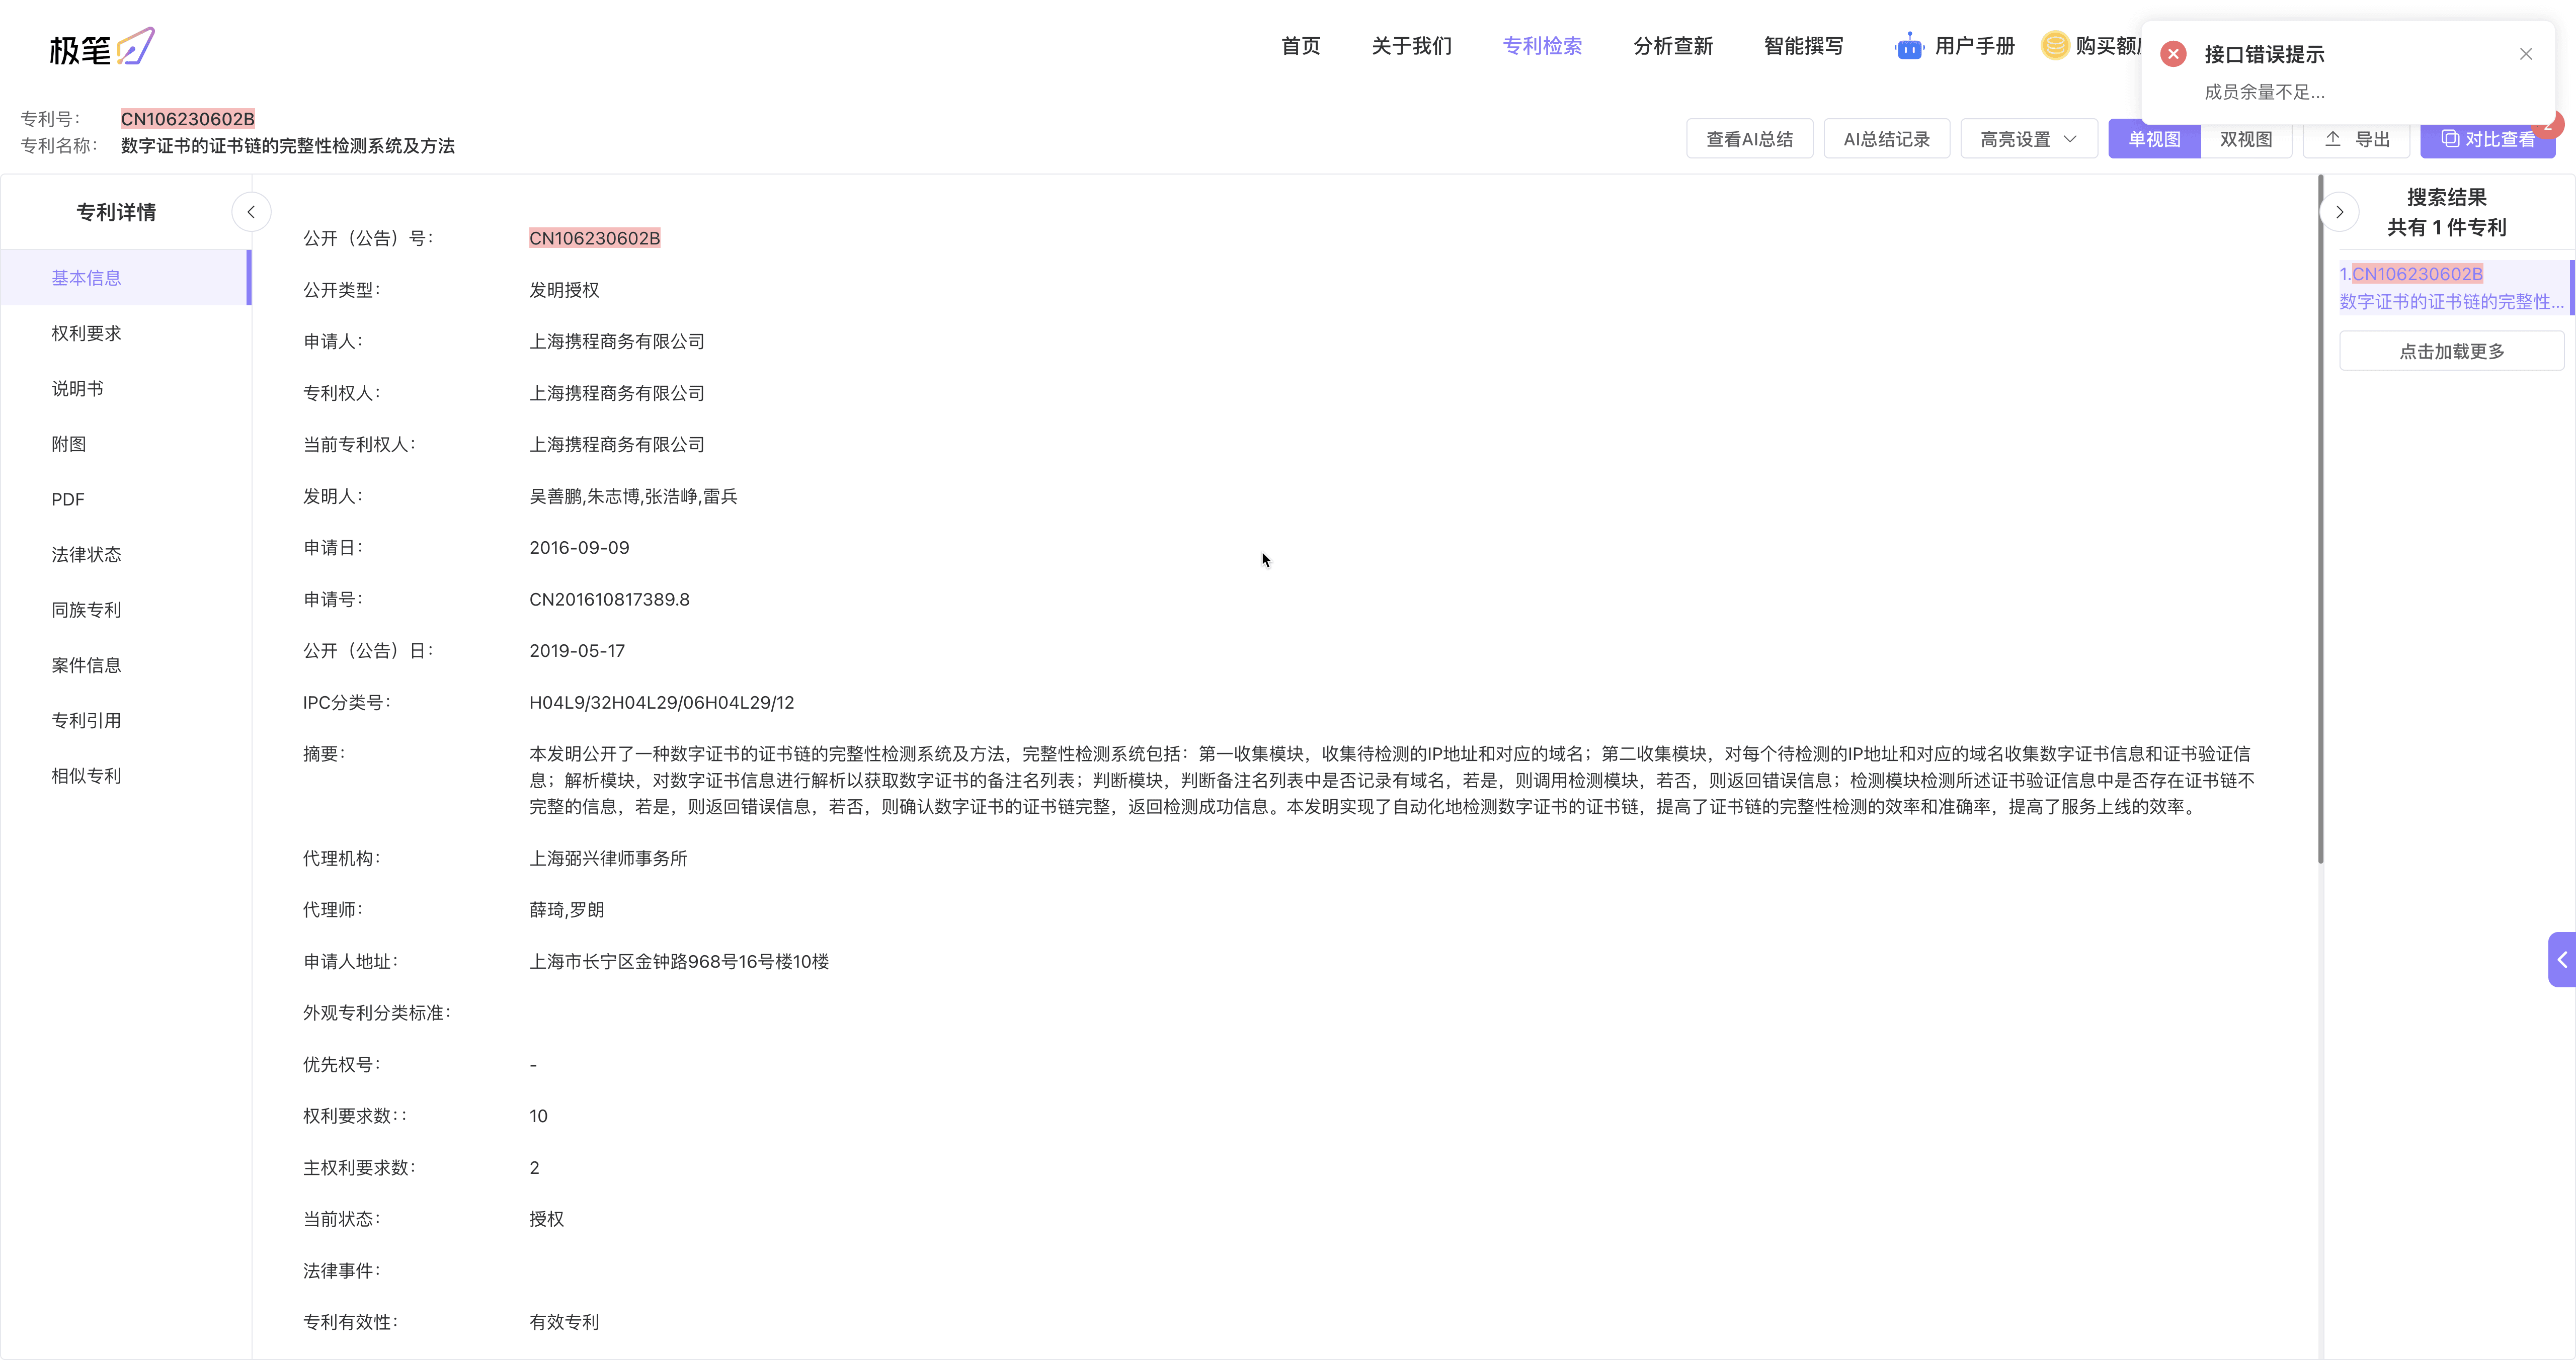 极笔
首页
关于我们
专利检索
分析查新
智能撰写
用户手册
购买额
接口错误提示
成员余量不足...
专利号：
CN106230602B
专利名称：
数字证书的证书链的完整性检测系统及方法
查看AI总结
AI总结记录
高亮设置
单视图
双视图
导出
对比查看
2
专利详情
基本信息
权利要求
说明书
附图
PDF
法律状态
同族专利
案件信息
专利引用
相似专利
公开（公告）号：
CN106230602B
公开类型：
发明授权
申请人：
上海携程商务有限公司
专利权人：
上海携程商务有限公司
当前专利权人：
上海携程商务有限公司
发明人：
吴善鹏,朱志博,张浩峥,雷兵
申请日：
2016-09-09
申请号：
CN201610817389.8
公开（公告）日：
2019-05-17
IPC分类号：
H04L9/32H04L29/06H04L29/12
摘要：
本发明公开了一种数字证书的证书链的完整性检测系统及方法，完整性检测系统包括：第一收集模块，收集待检测的IP地址和对应的域名；第二收集模块，对每个待检测的IP地址和对应的域名收集数字证书信息和证书验证信
息；解析模块，对数字证书信息进行解析以获取数字证书的备注名列表；判断模块，判断备注名列表中是否记录有域名，若是，则调用检测模块，若否，则返回错误信息；检测模块检测所述证书验证信息中是否存在证书链不
完整的信息，若是，则返回错误信息，若否，则确认数字证书的证书链完整，返回检测成功信息。本发明实现了自动化地检测数字证书的证书链，提高了证书链的完整性检测的效率和准确率，提高了服务上线的效率。
代理机构：
上海弼兴律师事务所
代理师：
薛琦,罗朗
申请人地址：
上海市长宁区金钟路968号16号楼10楼
外观专利分类标准：
优先权号：
-
权利要求数：:
10
主权利要求数：
2
当前状态：
授权
法律事件：
专利有效性：
有效专利
搜索结果
共有 1 件专利
1.CN106230602B
数字证书的证书链的完整性...
点击加载更多